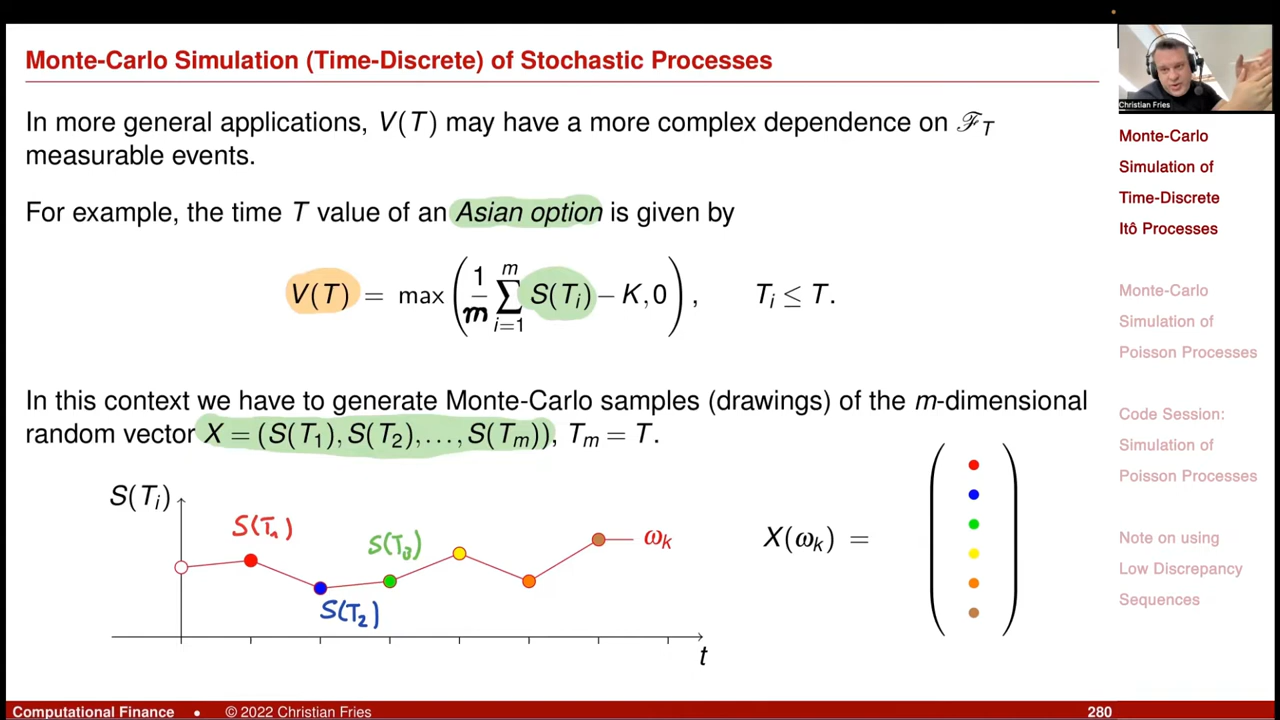 Monte-Carlo Simulation (Time-Discrete) of Stochastic Processes
In more general applications, V(T) may have a more complex dependence on ℱ_T
measurable events.
For example, the time T value of an Asian option is given by
V(T) = max( 1/m ∑_{i=1}^{m} S(T_i) − K, 0 ), T_i ≤ T.
In this context we have to generate Monte-Carlo samples (drawings) of the m-dimensional
random vector X = (S(T_1), S(T_2), ..., S(T_m)), T_m = T.
S(T_i)
S(T_1)
S(T_3)
S(T_2)
ω_k
t
X(ω_k) =
Christian Fries
Monte-Carlo
Simulation of
Time-Discrete
Itô Processes
Monte-Carlo
Simulation of
Poisson Processes
Code Session:
Simulation of
Poisson Processes
Note on using
Low Discrepancy
Sequences
Computational Finance • © 2022 Christian Fries 280